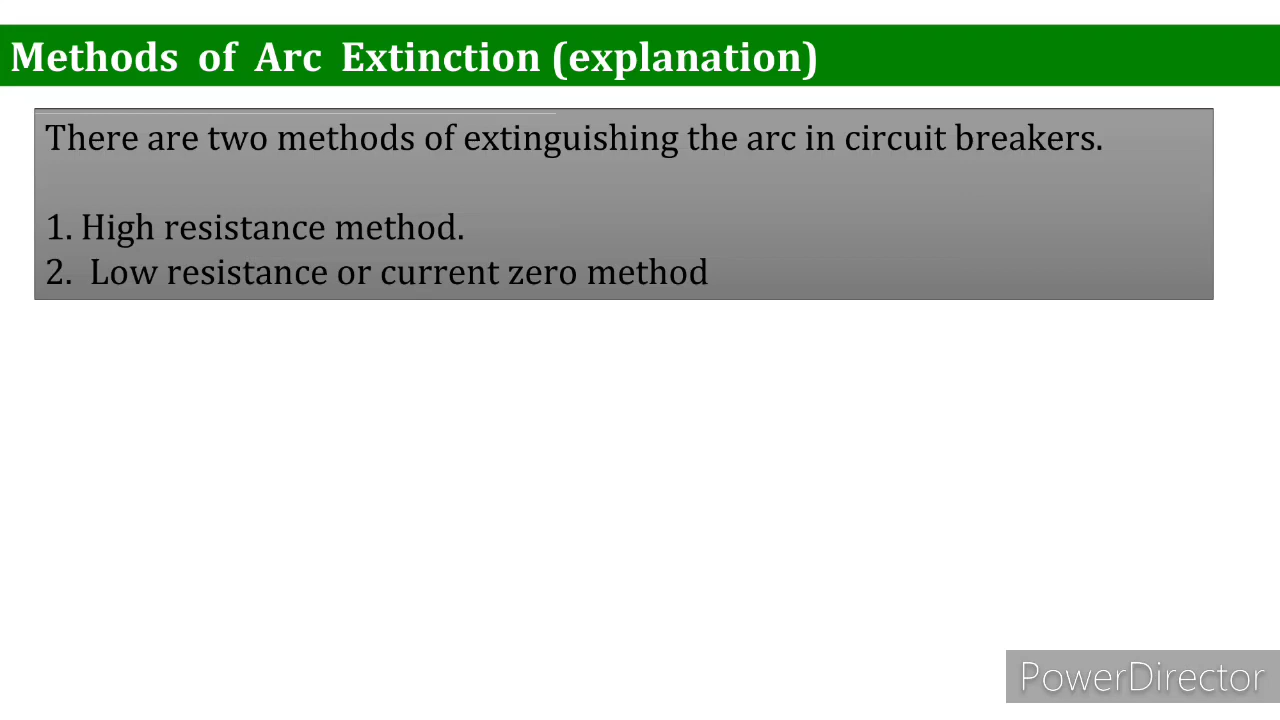 Methods of Arc Extinction (explanation)
There are two methods of extinguishing the arc in circuit breakers.
1. High resistance method.
2. Low resistance or current zero method
PowerDirector